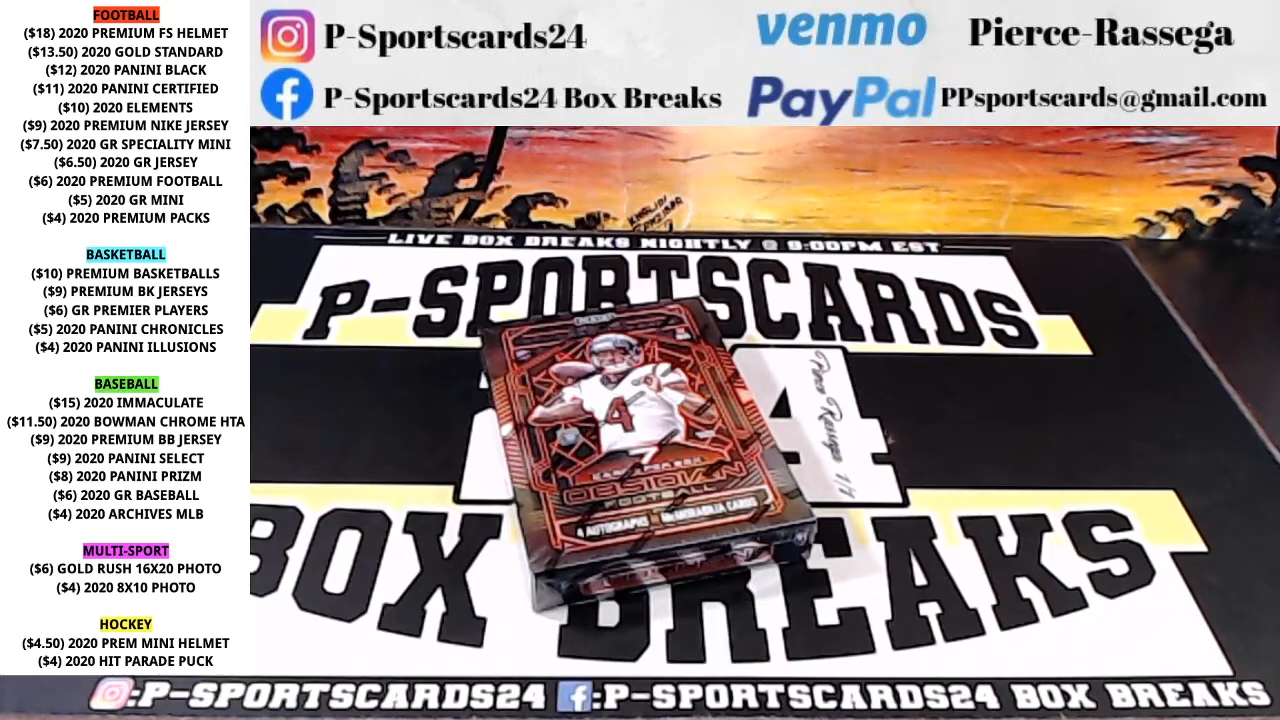 FOOTBALL
($18) 2020 PREMIUM FS HELMET
($13.50) 2020 GOLD STANDARD
($12) 2020 PANINI BLACK
($11) 2020 PANINI CERTIFIED
($10) 2020 ELEMENTS
($9) 2020 PREMIUM NIKE JERSEY
($7.50) 2020 GR SPECIALITY MINI
($6.50) 2020 GR JERSEY
($6) 2020 PREMIUM FOOTBALL
($5) 2020 GR MINI
($4) 2020 PREMIUM PACKS
BASKETBALL
($10) PREMIUM BASKETBALLS
($9) PREMIUM BK JERSEYS
($6) GR PREMIER PLAYERS
($5) 2020 PANINI CHRONICLES
($4) 2020 PANINI ILLUSIONS
BASEBALL
($15) 2020 IMMACULATE
($11.50) 2020 BOWMAN CHROME HTA
($9) 2020 PREMIUM BB JERSEY
($9) 2020 PANINI SELECT
($8) 2020 PANINI PRIZM
($6) 2020 GR BASEBALL
($4) 2020 ARCHIVES MLB
MULTI-SPORT
($6) GOLD RUSH 16X20 PHOTO
($4) 2020 8X10 PHOTO
HOCKEY
($4.50) 2020 PREM MINI HELMET
($4) 2020 HIT PARADE PUCK
P-Sportscards24
venmo Pierce-Rassega
P-Sportscards24 Box Breaks
PayPal PPsportscards@gmail.com
LIVE BOX BREAKS NIGHTLY @ 9:00PM EST
P-SPORTSCARDS
4
4
OBSIDIAN
FOOTBALL
4 AUTOGRAPHS
MEMORABILIA CARDS
BOX BREAKS
:P-SPORTSCARDS24 :P-SPORTSCARDS24 BOX BREAKS